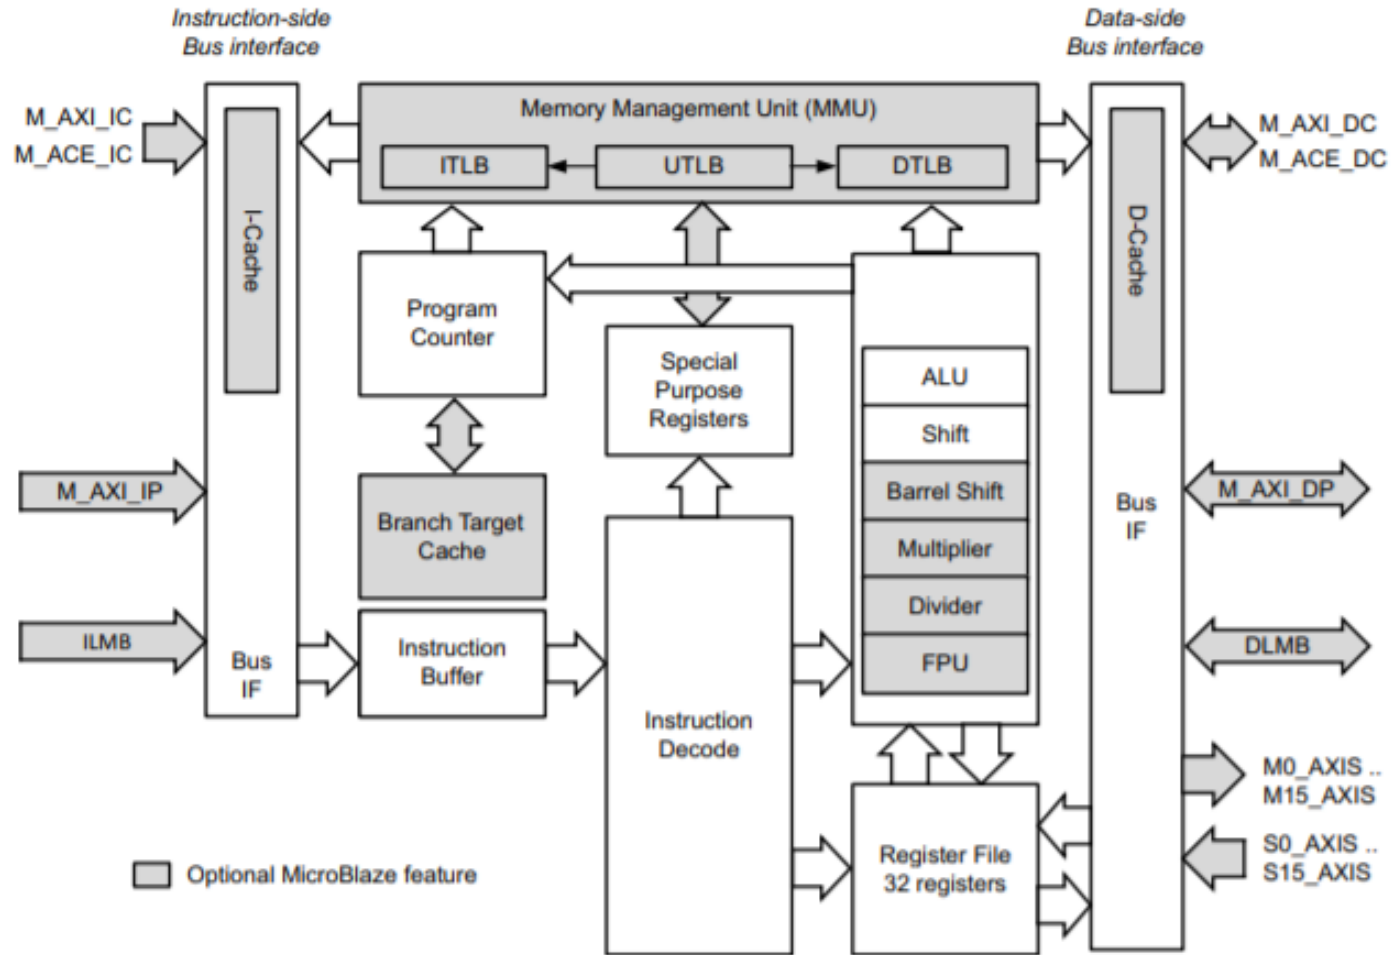 Instruction-side
Bus interface
Data-side
Bus interface
M_AXI_IC
M_ACE_IC
I-Cache
Memory Management Unit (MMU)
ITLB
UTLB
DTLB
D-Cache
M_AXI_DC
M_ACE_DC
Program
Counter
Special
Purpose
Registers
ALU
Shift
Barrel Shift
Multiplier
Divider
FPU
M_AXI_IP
Branch Target
Cache
Bus
IF
M_AXI_DP
ILMB
Bus
IF
Instruction
Buffer
Instruction
Decode
DLMB
M0_AXIS ..
M15_AXIS
Register File
32 registers
S0_AXIS ..
S15_AXIS
Optional MicroBlaze feature